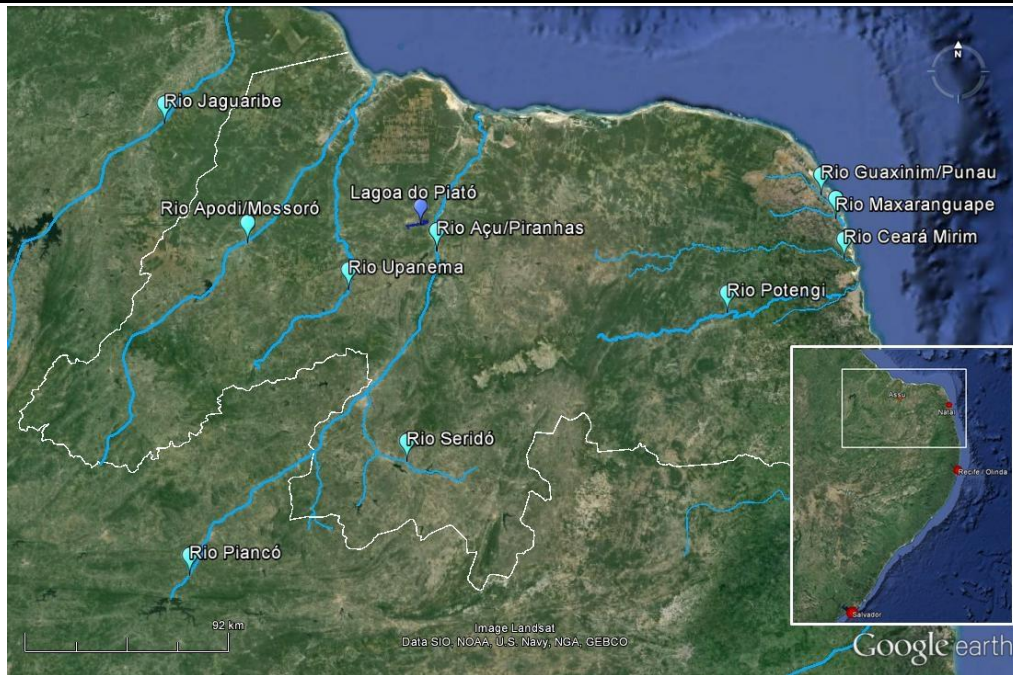 N
Rio Jaguaribe
Rio Guaxinim/Punau
Lagoa do Piató
Rio Maxaranguape
Rio Apodi/Mossoró
Rio Açu/Piranhas
Rio Ceará Mirim
Rio Upanema
Rio Potengi
Assu
Natal
Rio Seridó
Recife / Olinda
Rio Piancó
Salvador
92 km
Image Landsat
Data SIO, NOAA, U.S. Navy, NGA, GEBCO
Google earth